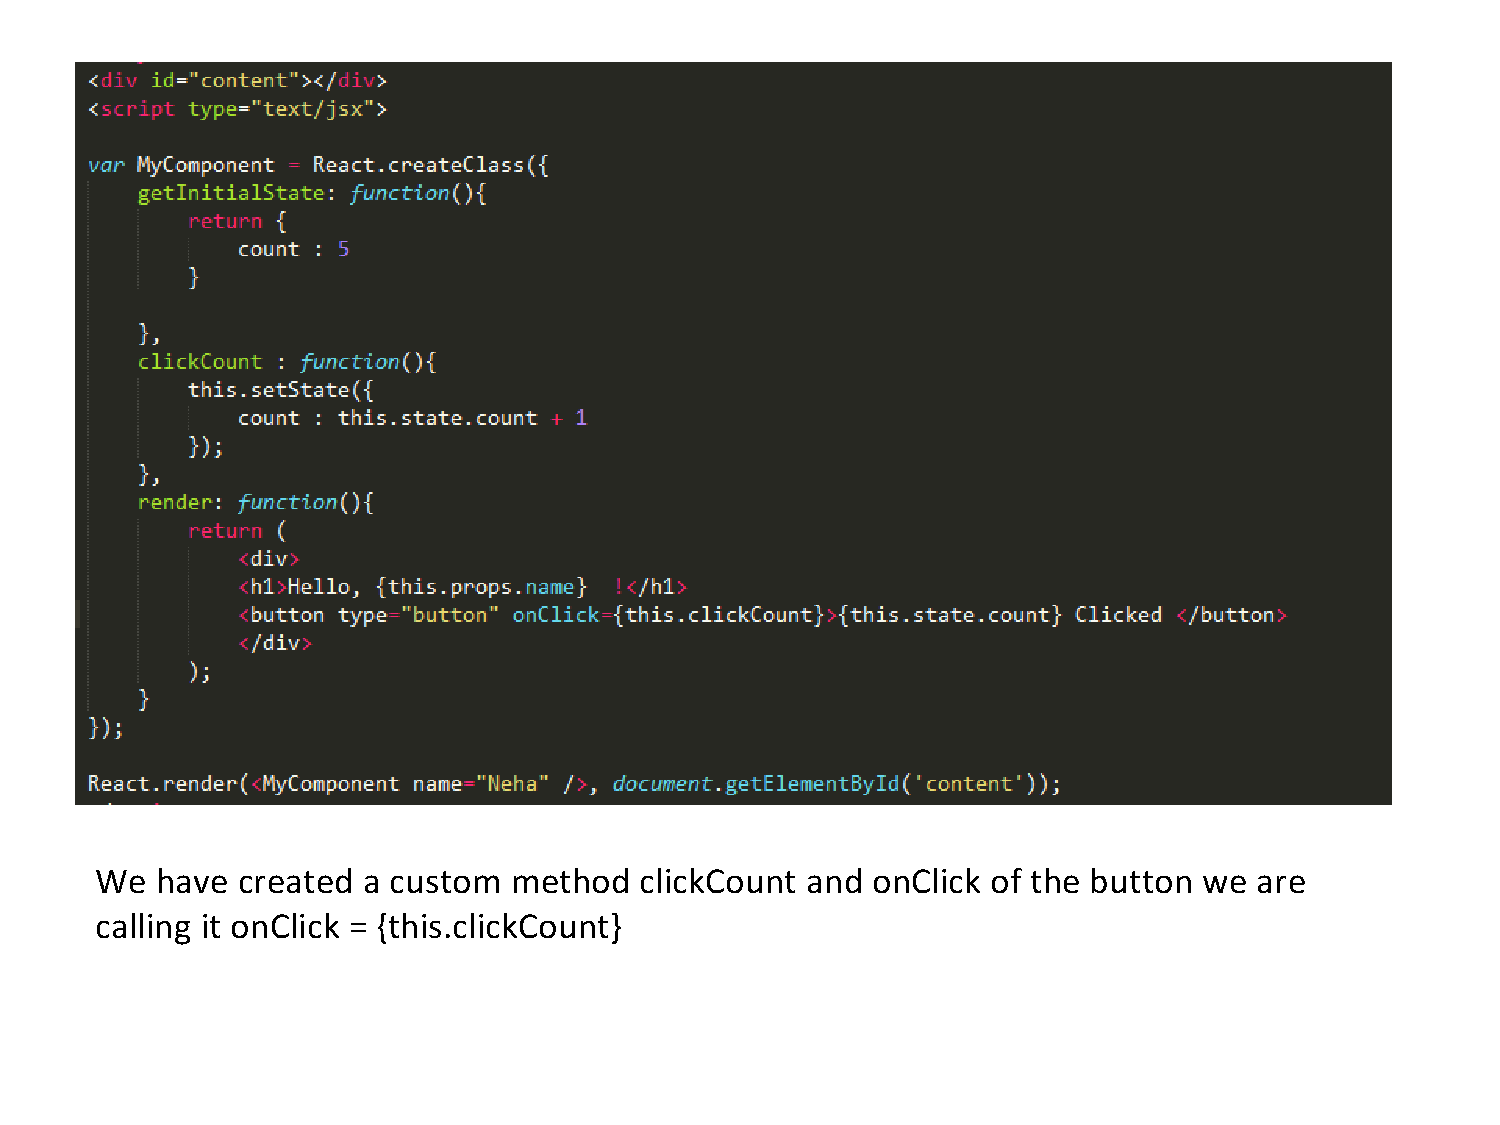 <div id="content"></div>
<script type="text/jsx">
var MyComponent = React.createClass({
getInitialState: function(){
return {
count : 5
}
},
clickCount : function(){
this.setState({
count : this.state.count + 1
});
},
render: function(){
return (
<div>
<h1>Hello, {this.props.name}  !</h1>
<button type="button" onClick={this.clickCount}>{this.state.count} Clicked </button>
</div>
);
}
});
React.render(<MyComponent name="Neha" />, document.getElementById('content'));
We have created a custom method clickCount and onClick of the button we are
calling it onClick = {this.clickCount}